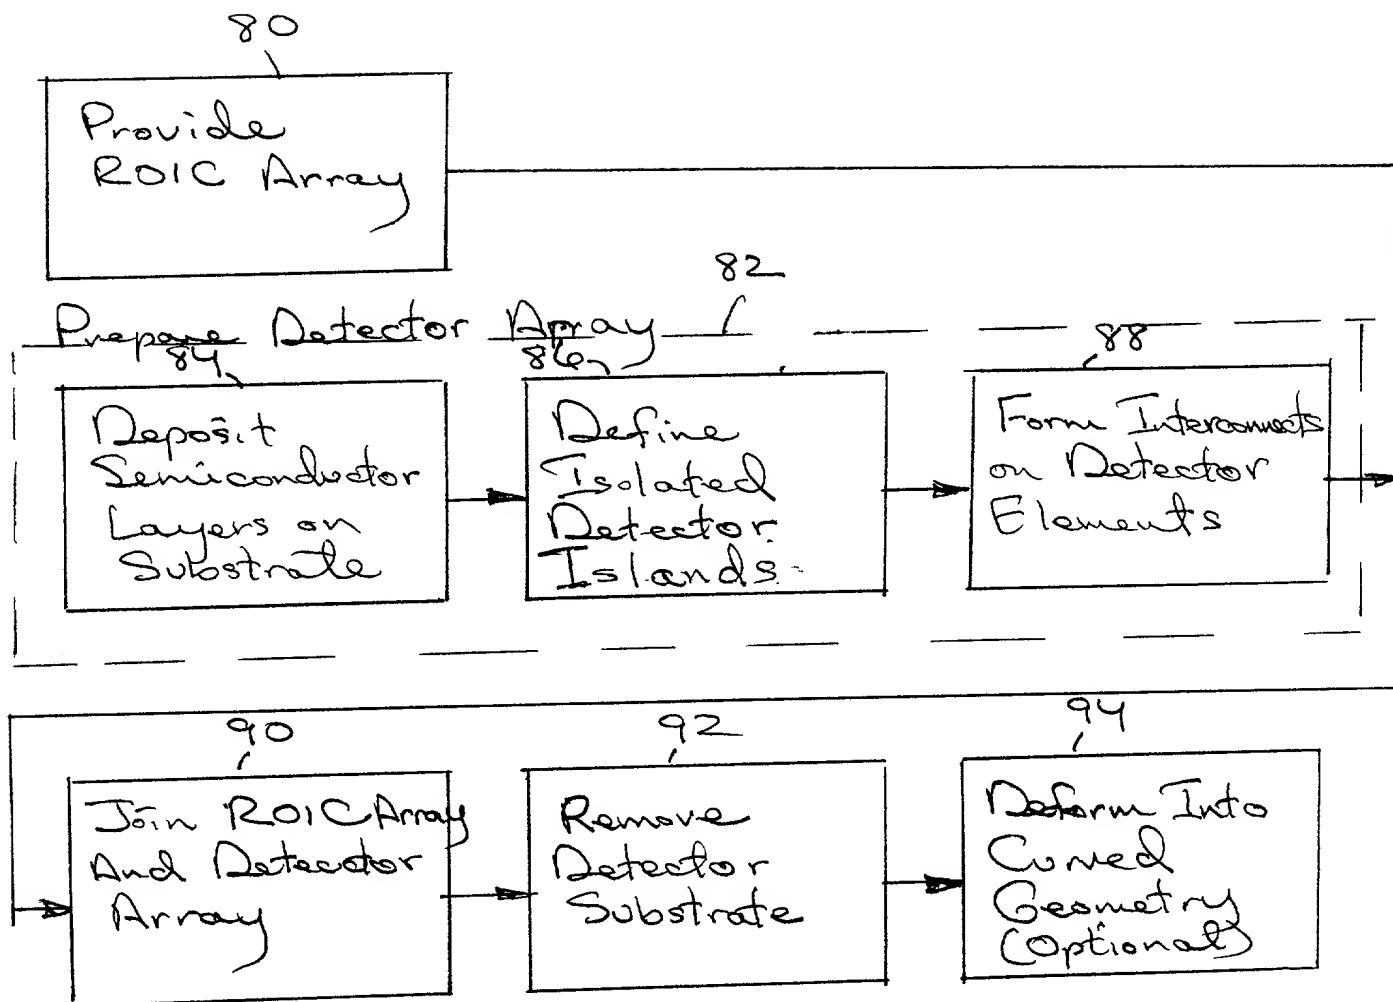 80
Provide
ROIC Array
82
Prepare Detector Array
84
Deposit
Semiconductor
Layers on
Substrate
86
Define
Isolated
Detector
Islands
88
Form Interconnects
on Detector
Elements
90
Join ROIC Array
And Detector
Array
92
Remove
Detector
Substrate
94
Deform Into
Curved
Geometry
(Optional)